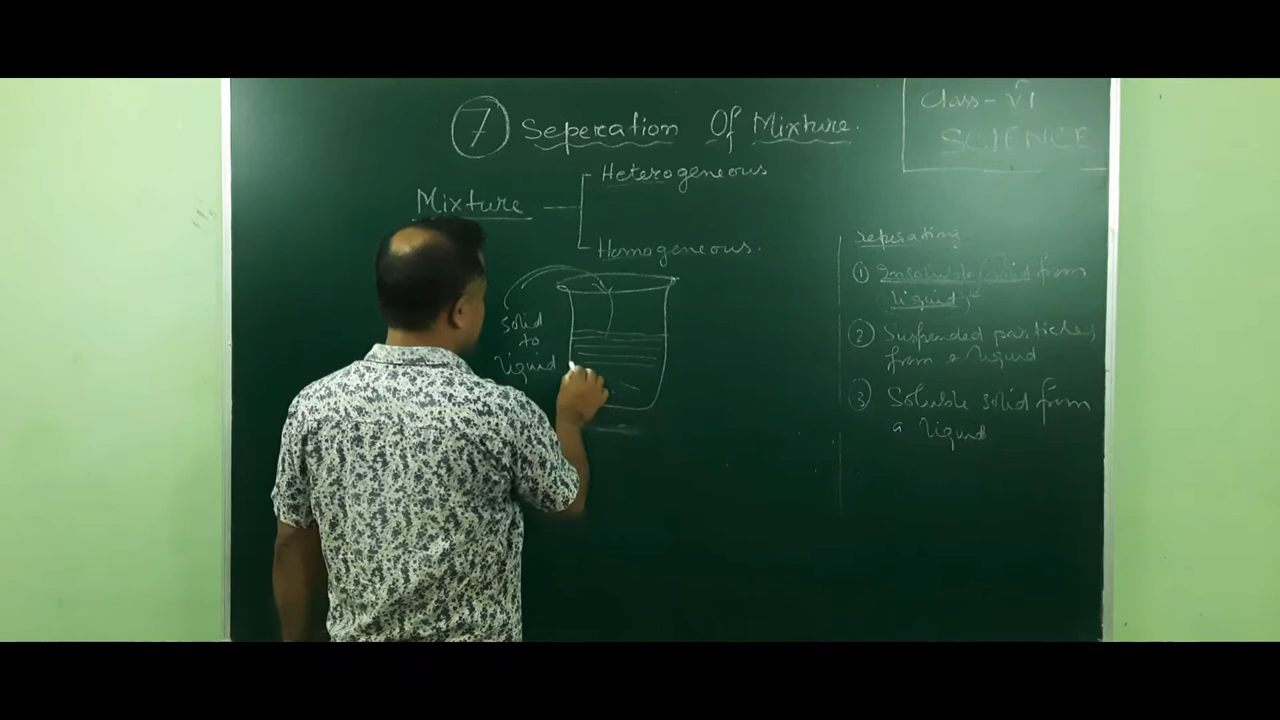 Class - VI
SCIENCE
7 Seperation Of Mixture.
Heterogeneous
Mixture
Homogeneous.
solid
to
liquid
seperating
1 Insoluble solid from
liquid
2 Suspended particles
from a liquid
3 Soluble solid from
a liquid